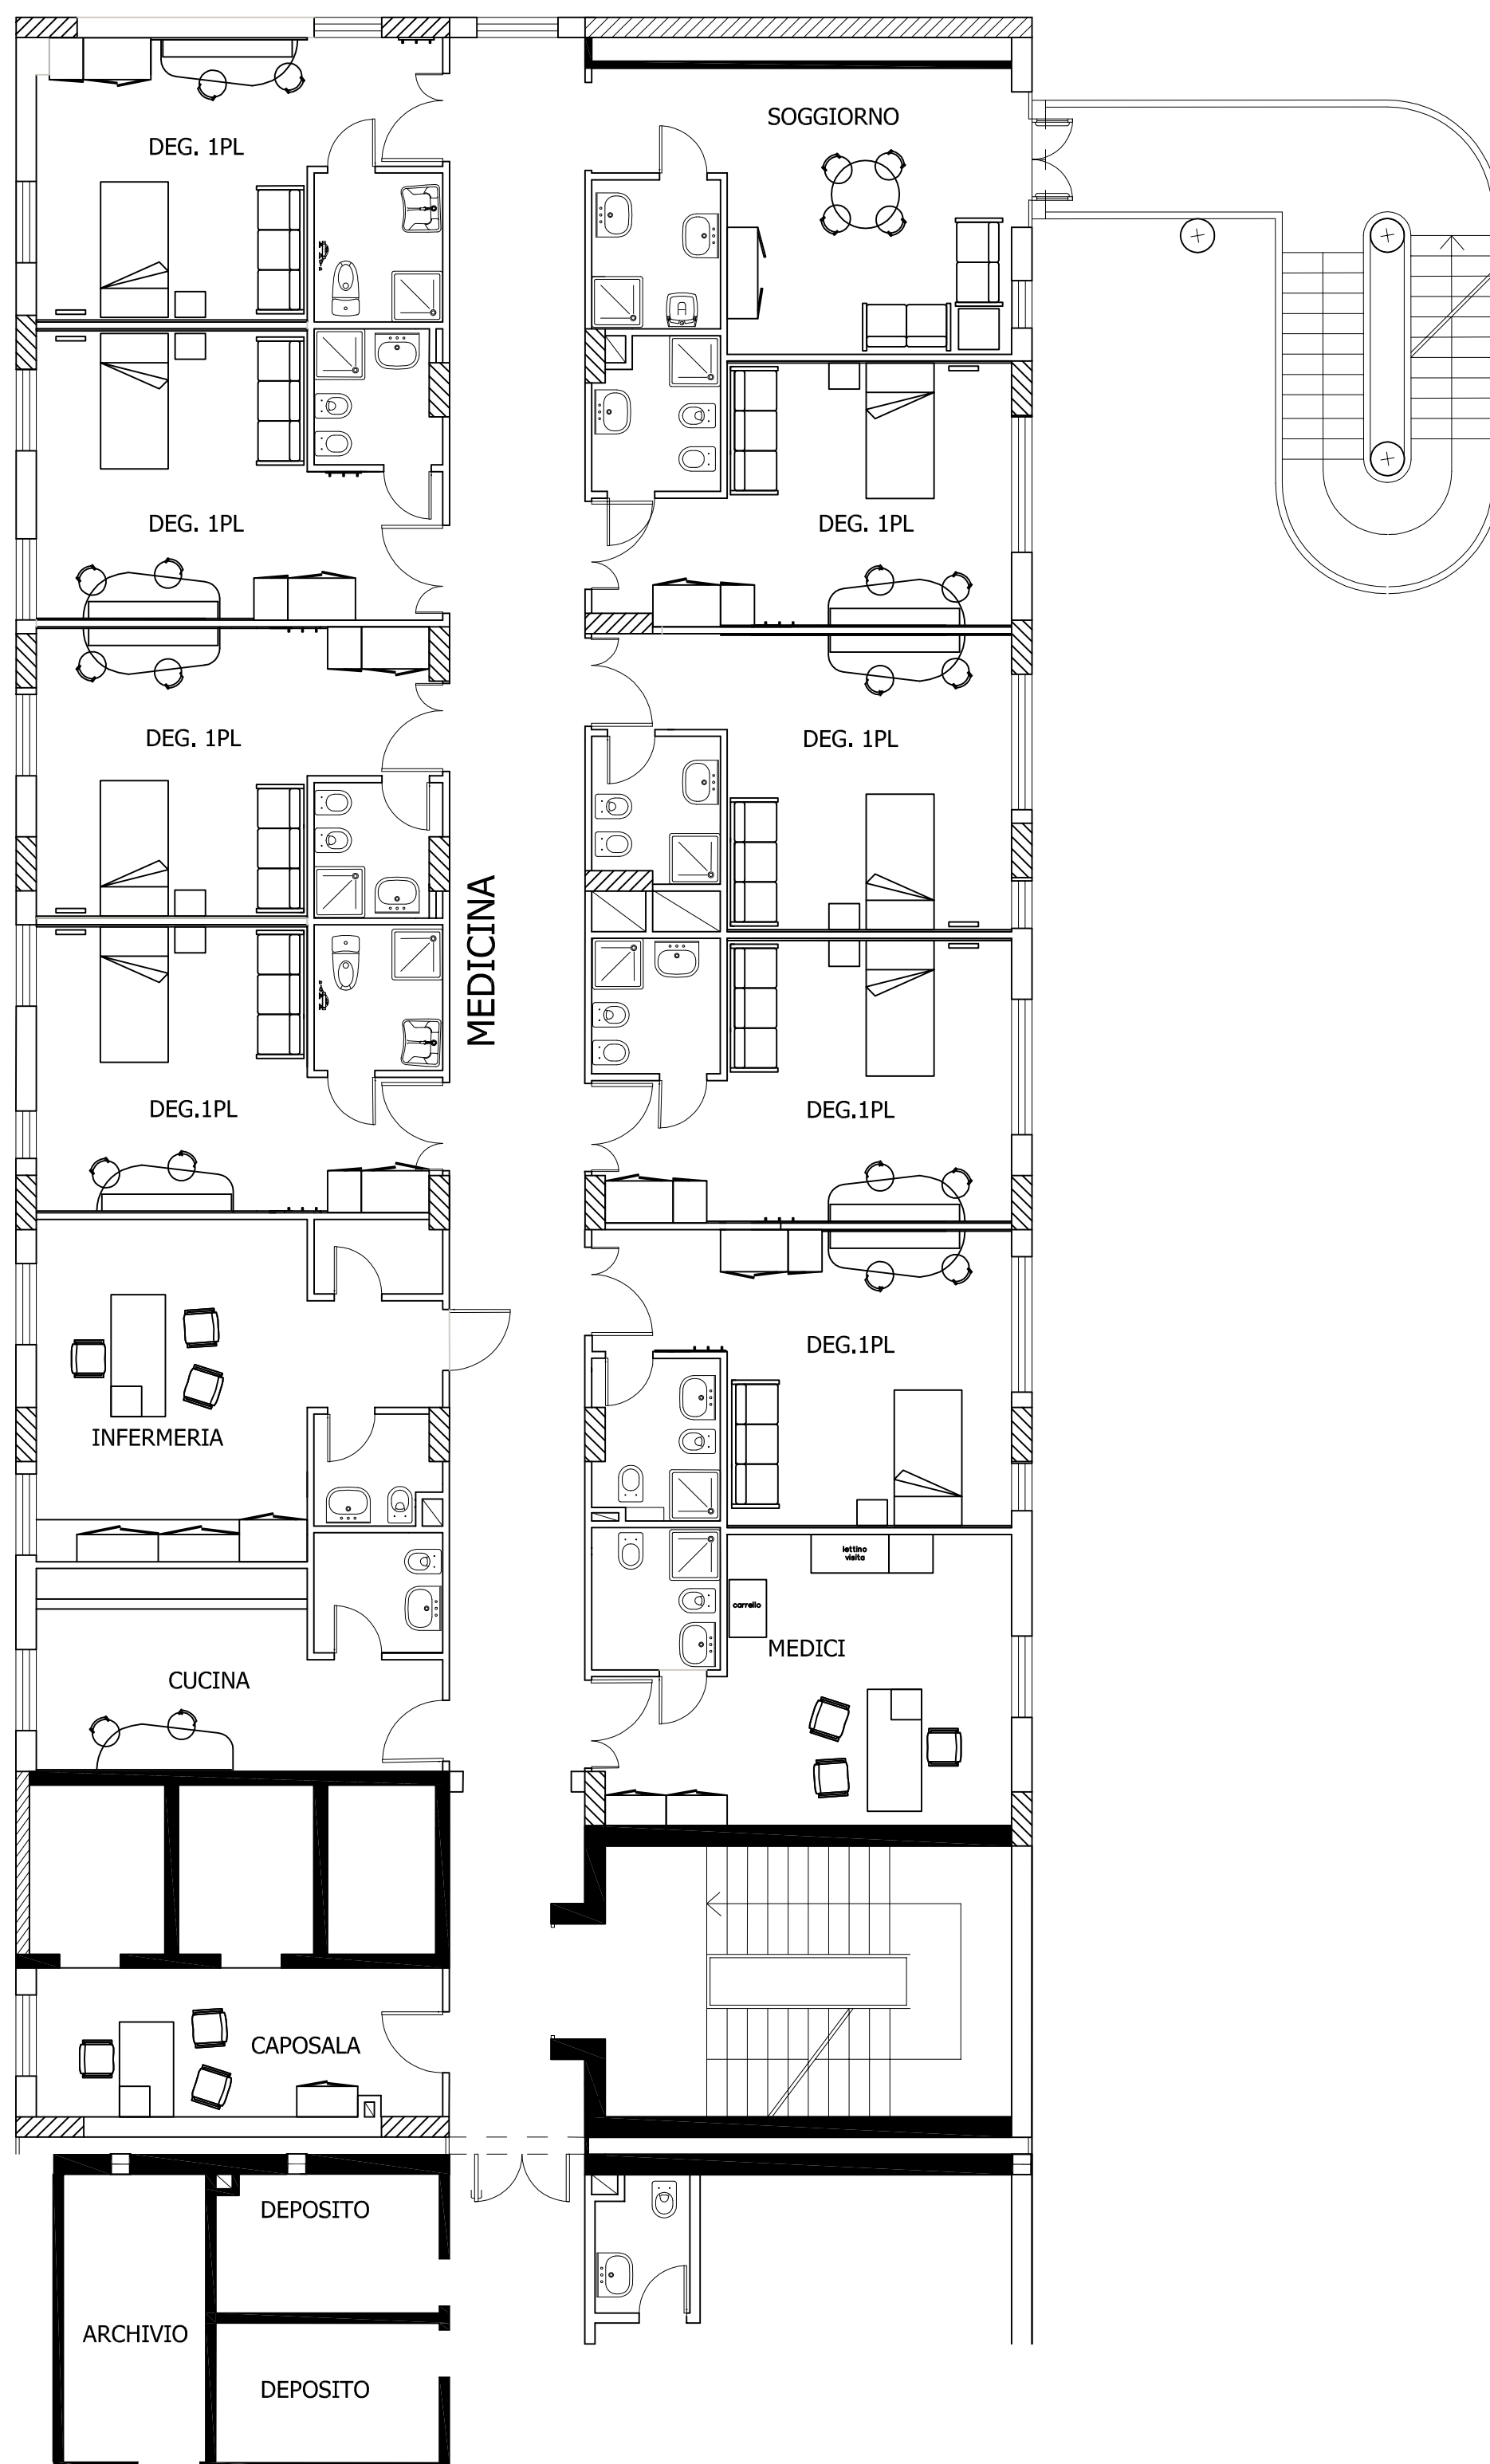 SOGGIORNO
DEG. 1PL
DEG. 1PL
DEG. 1PL
DEG. 1PL
DEG. 1PL
MEDICINA
DEG.1PL
DEG.1PL
DEG.1PL
INFERMERIA
lettino
visita
carrello
MEDICI
CUCINA
CAPOSALA
DEPOSITO
ARCHIVIO
DEPOSITO